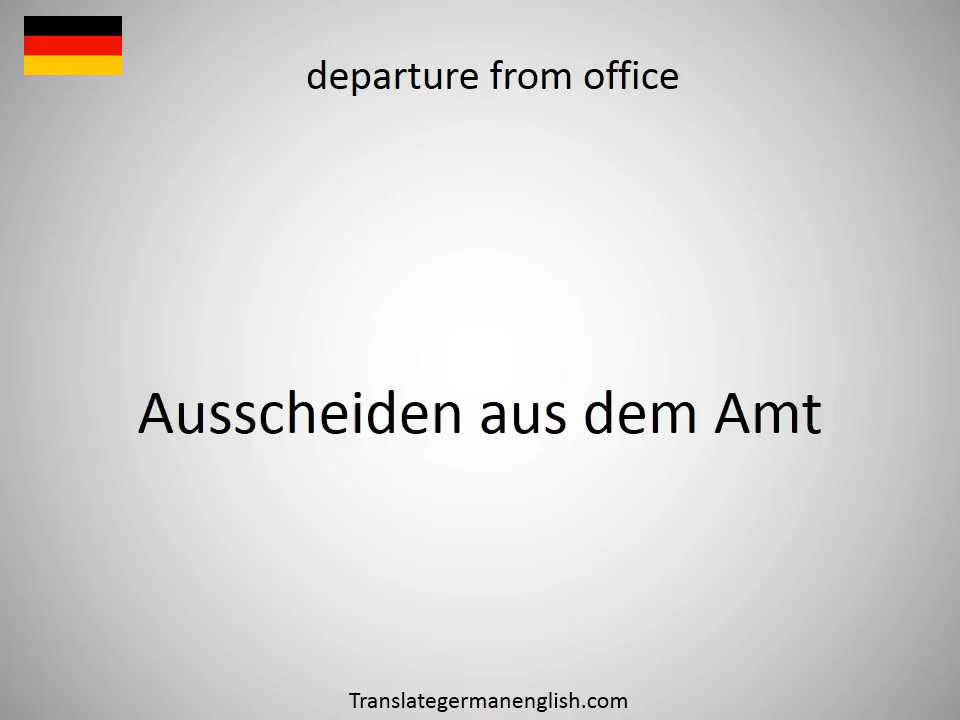 departure from office
Ausscheiden aus dem Amt
Translategermanenglish.com